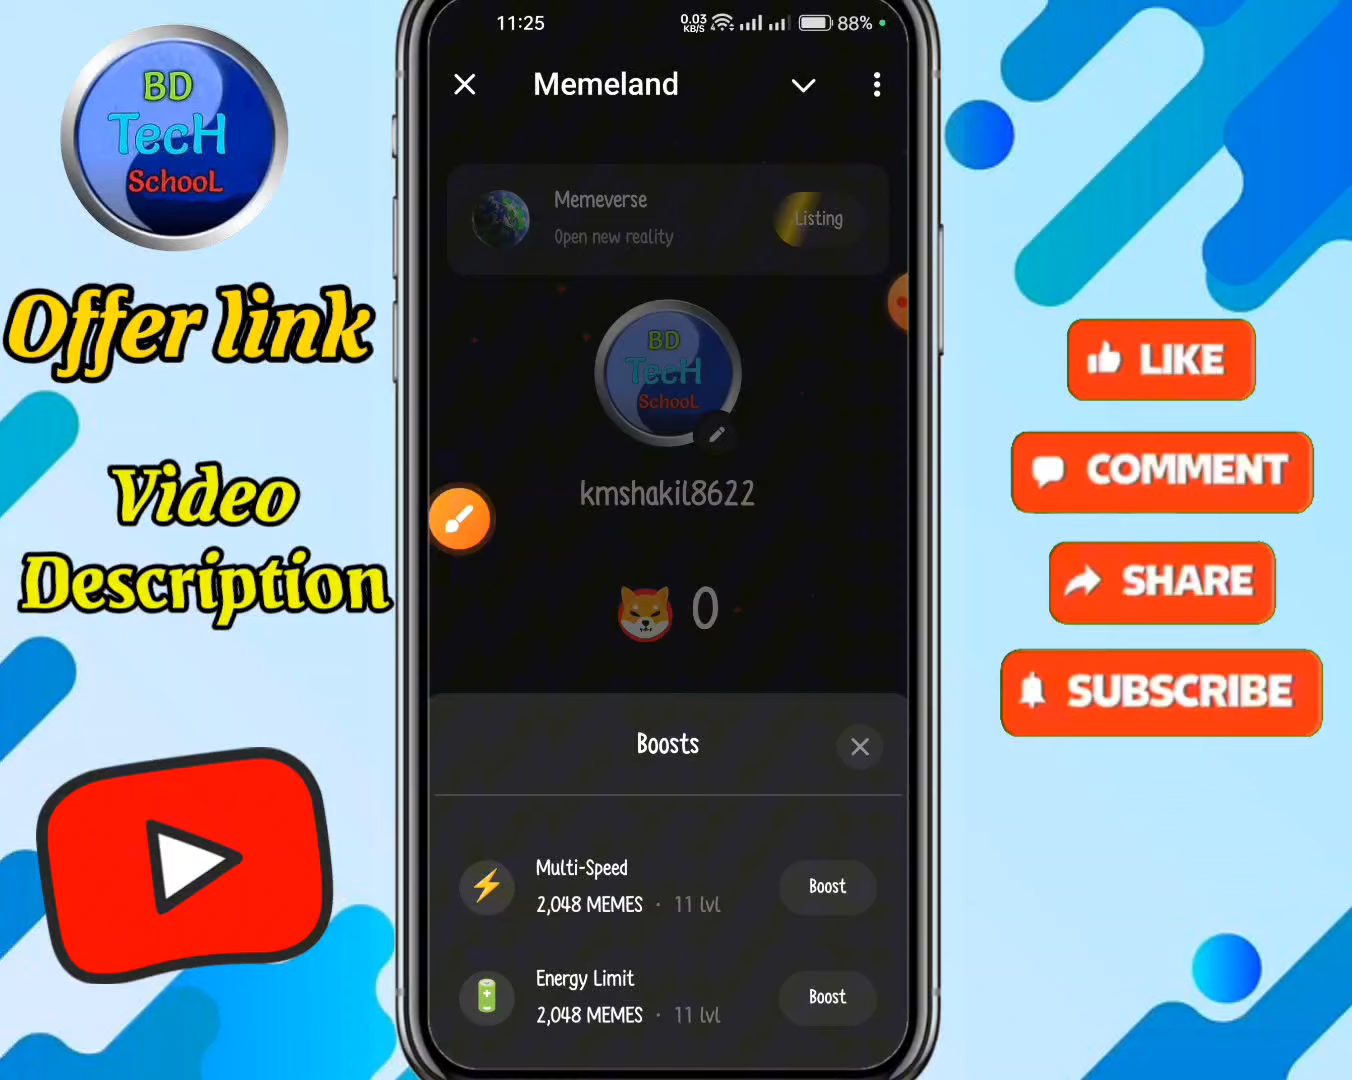 BD
TecH
SchooL
Offer link
Video
Description
11:25
0.03
KB/S
88%
Memeland
Memeverse
Open new reality
Listing
BD
TecH
SchooL
kmshakil8622
0
Boosts
Multi-Speed
2,048 MEMES · 11 lvl
Boost
Energy Limit
2,048 MEMES · 11 lvl
Boost
LIKE
COMMENT
SHARE
SUBSCRIBE